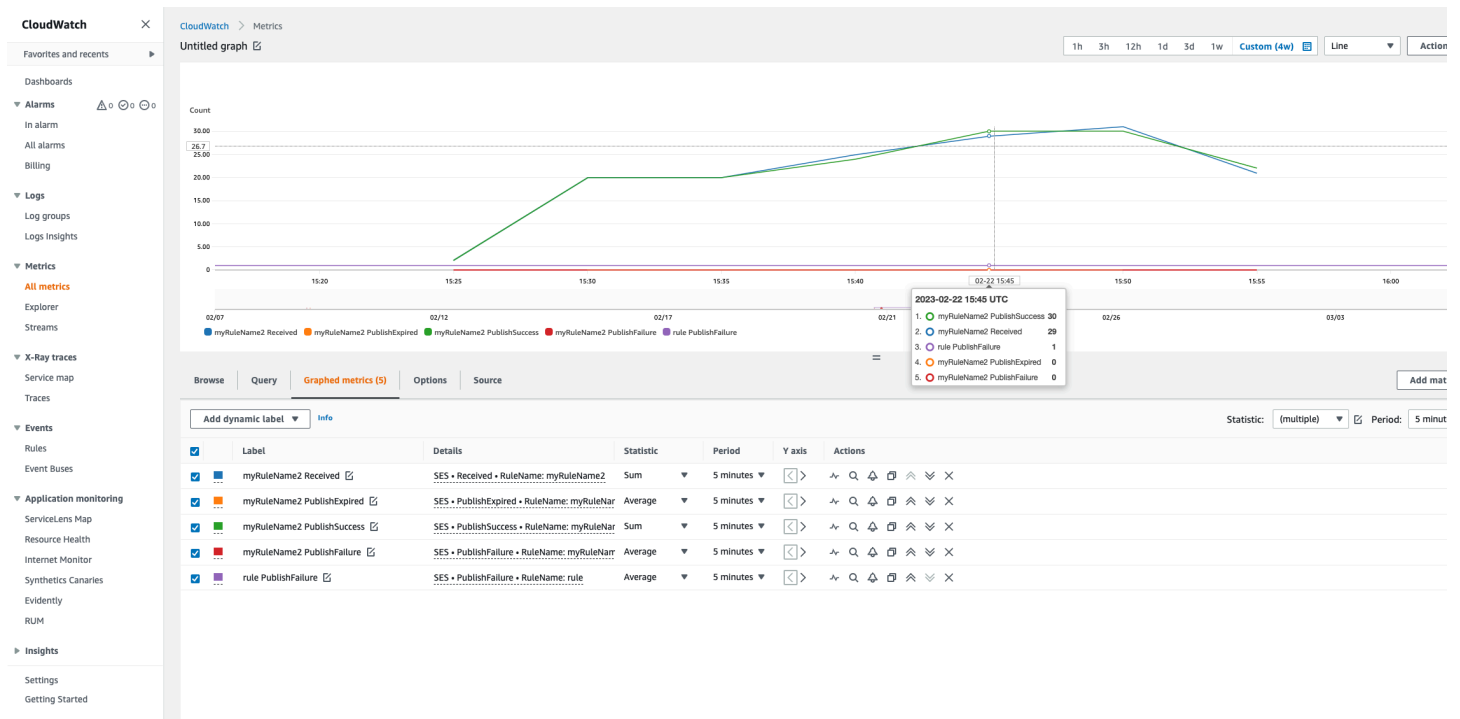 CloudWatch
Favorites and recents
Dashboards
Alarms 0 0 0
In alarm
All alarms
Billing
Logs
Log groups
Logs Insights
Metrics
All metrics
Explorer
Streams
X-Ray traces
Service map
Traces
Events
Rules
Event Buses
Application monitoring
ServiceLens Map
Resource Health
Internet Monitor
Synthetics Canaries
Evidently
RUM
Insights
Settings
Getting Started
CloudWatch > Metrics
Untitled graph
1h 3h 12h 1d 3d 1w Custom (4w) Line Action
Count
30.00
26.7
25.00
20.00
15.00
10.00
5.00
0
15:20 15:25 15:30 15:35 15:40 02-22 15:45 15:50 15:55 16:00
02/07 02/12 02/17 02/21 02/26 03/03
myRuleName2 Received myRuleName2 PublishExpired myRuleName2 PublishSuccess myRuleName2 PublishFailure rule PublishFailure
2023-02-22 15:45 UTC
1. myRuleName2 PublishSuccess 30
2. myRuleName2 Received 29
3. rule PublishFailure 1
4. myRuleName2 PublishExpired 0
5. myRuleName2 PublishFailure 0
Browse Query Graphed metrics (5) Options Source Add mat
Add dynamic label Info Statistic: (multiple) Period: 5 minut
Label Details Statistic Period Y axis Actions
myRuleName2 Received SES • Received • RuleName: myRuleName2 Sum 5 minutes
myRuleName2 PublishExpired SES • PublishExpired • RuleName: myRuleNar Average 5 minutes
myRuleName2 PublishSuccess SES • PublishSuccess • RuleName: myRuleNar Sum 5 minutes
myRuleName2 PublishFailure SES • PublishFailure • RuleName: myRuleNam Average 5 minutes
rule PublishFailure SES • PublishFailure • RuleName: rule Average 5 minutes